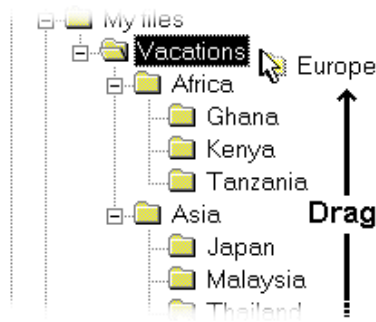 My files
Vacations
Europe
Africa
Ghana
Kenya
Tanzania
Asia
Drag
Japan
Malaysia
Thailand